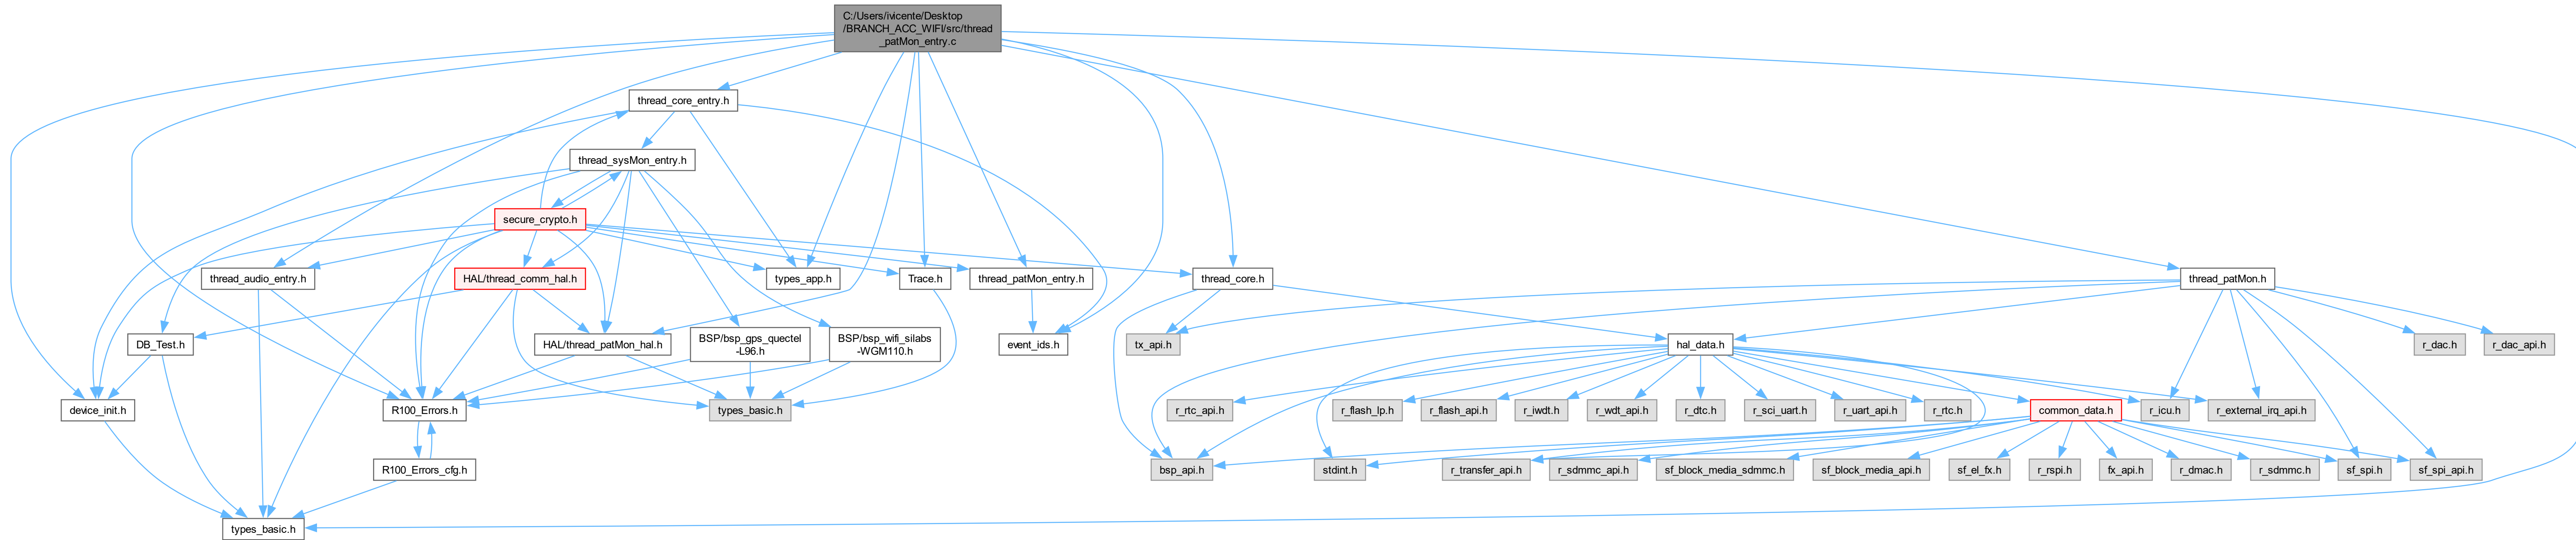 C:/Users/ivicente/Desktop
/BRANCH_ACC_WIFI/src/thread
_patMon_entry.c
thread_core_entry.h
thread_sysMon_entry.h
secure_crypto.h
thread_audio_entry.h
HAL/thread_comm_hal.h
types_app.h
Trace.h
thread_patMon_entry.h
thread_core.h
thread_patMon.h
DB_Test.h
HAL/thread_patMon_hal.h
BSP/bsp_gps_quectel
-L96.h
BSP/bsp_wifi_silabs
-WGM110.h
event_ids.h
tx_api.h
hal_data.h
r_dac.h
r_dac_api.h
device_init.h
R100_Errors.h
types_basic.h
r_rtc_api.h
r_flash_lp.h
r_flash_api.h
r_iwdt.h
r_wdt_api.h
r_dtc.h
r_sci_uart.h
r_uart_api.h
r_rtc.h
common_data.h
r_icu.h
r_external_irq_api.h
R100_Errors_cfg.h
bsp_api.h
stdint.h
r_transfer_api.h
r_sdmmc_api.h
sf_block_media_sdmmc.h
sf_block_media_api.h
sf_el_fx.h
r_rspi.h
fx_api.h
r_dmac.h
r_sdmmc.h
sf_spi.h
sf_spi_api.h
types_basic.h